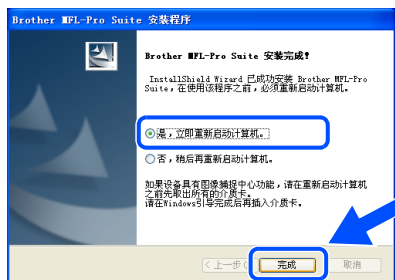 Brother MFL-Pro Suite 安装程序
Brother MFL-Pro Suite 安装完成!
InstallShield Wizard 已成功安装 Brother MFL-Pro
Suite，在使用该程序之前，必须重新启动计算机。
是，立即重新启动计算机。
否，稍后再重新启动计算机。
如果设备具有图像捕捉中心功能，请在重新启动计算机
之前先取出所有的介质卡。
请在Windows引导完成后再插入介质卡。
< 上一步(
完成
取消